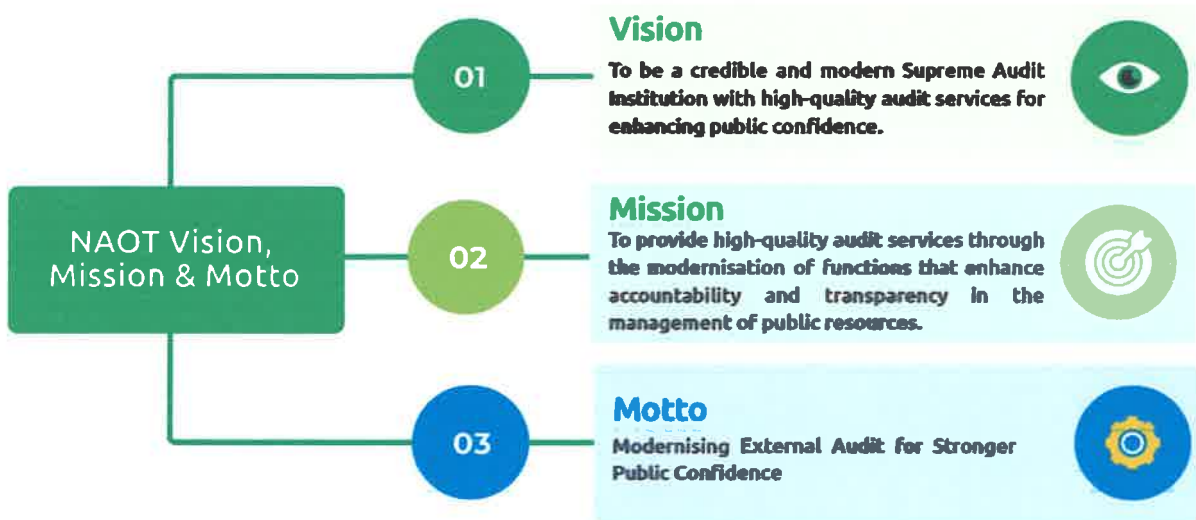 NAOT Vision,
Mission & Motto
01
Vision
To be a credible and modern Supreme Audit
Institution with high-quality audit services for
enhancing public confidence.
02
Mission
To provide high-quality audit services through
the modernisation of functions that enhance
accountability and transparency in the
management of public resources.
03
Motto
Modernising External Audit for Stronger
Public Confidence